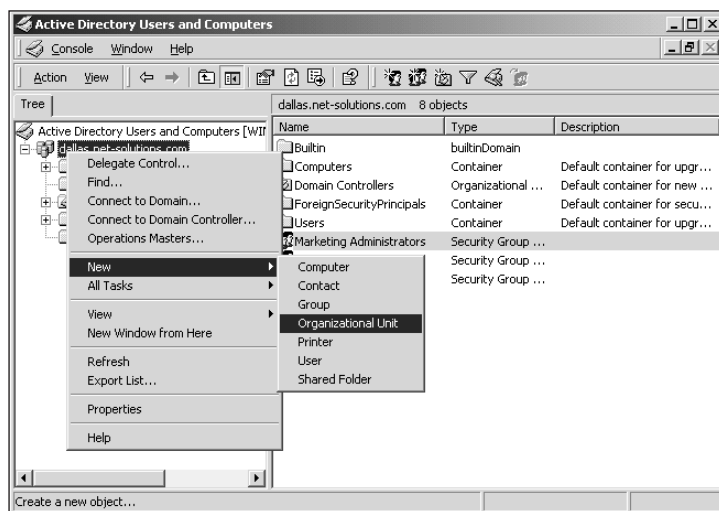 Active Directory Users and Computers
Console Window Help
Action View
Tree
dallas.net-solutions.com 8 objects
Active Directory Users and Computers [WI
dallas.net-solutions.com
Name Type Description
Builtin builtinDomain
Computers Container Default container for upgr...
Domain Controllers Organizational ... Default container for new ...
ForeignSecurityPrincipals Container Default container for secu...
Users Container Default container for upgr...
Marketing Administrators Security Group ...
Security Group ...
Security Group ...
Delegate Control...
Find...
Connect to Domain...
Connect to Domain Controller...
Operations Masters...
New
All Tasks
View
New Window from Here
Refresh
Export List...
Properties
Help
Computer
Contact
Group
Organizational Unit
Printer
User
Shared Folder
Create a new object...